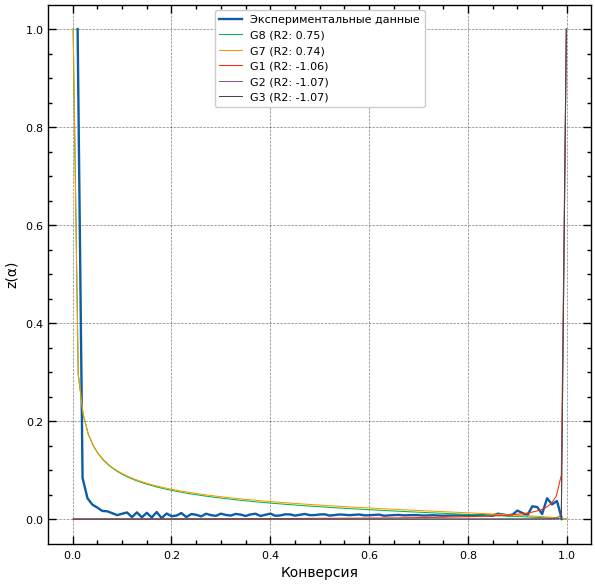 Экспериментальные данные
G8 (R2: 0.75)
G7 (R2: 0.74)
G1 (R2: -1.06)
G2 (R2: -1.07)
G3 (R2: -1.07)
1.0
0.8
0.6
0.4
0.2
0.0
z(α)
0.0 0.2 0.4 0.6 0.8 1.0
Конверсия